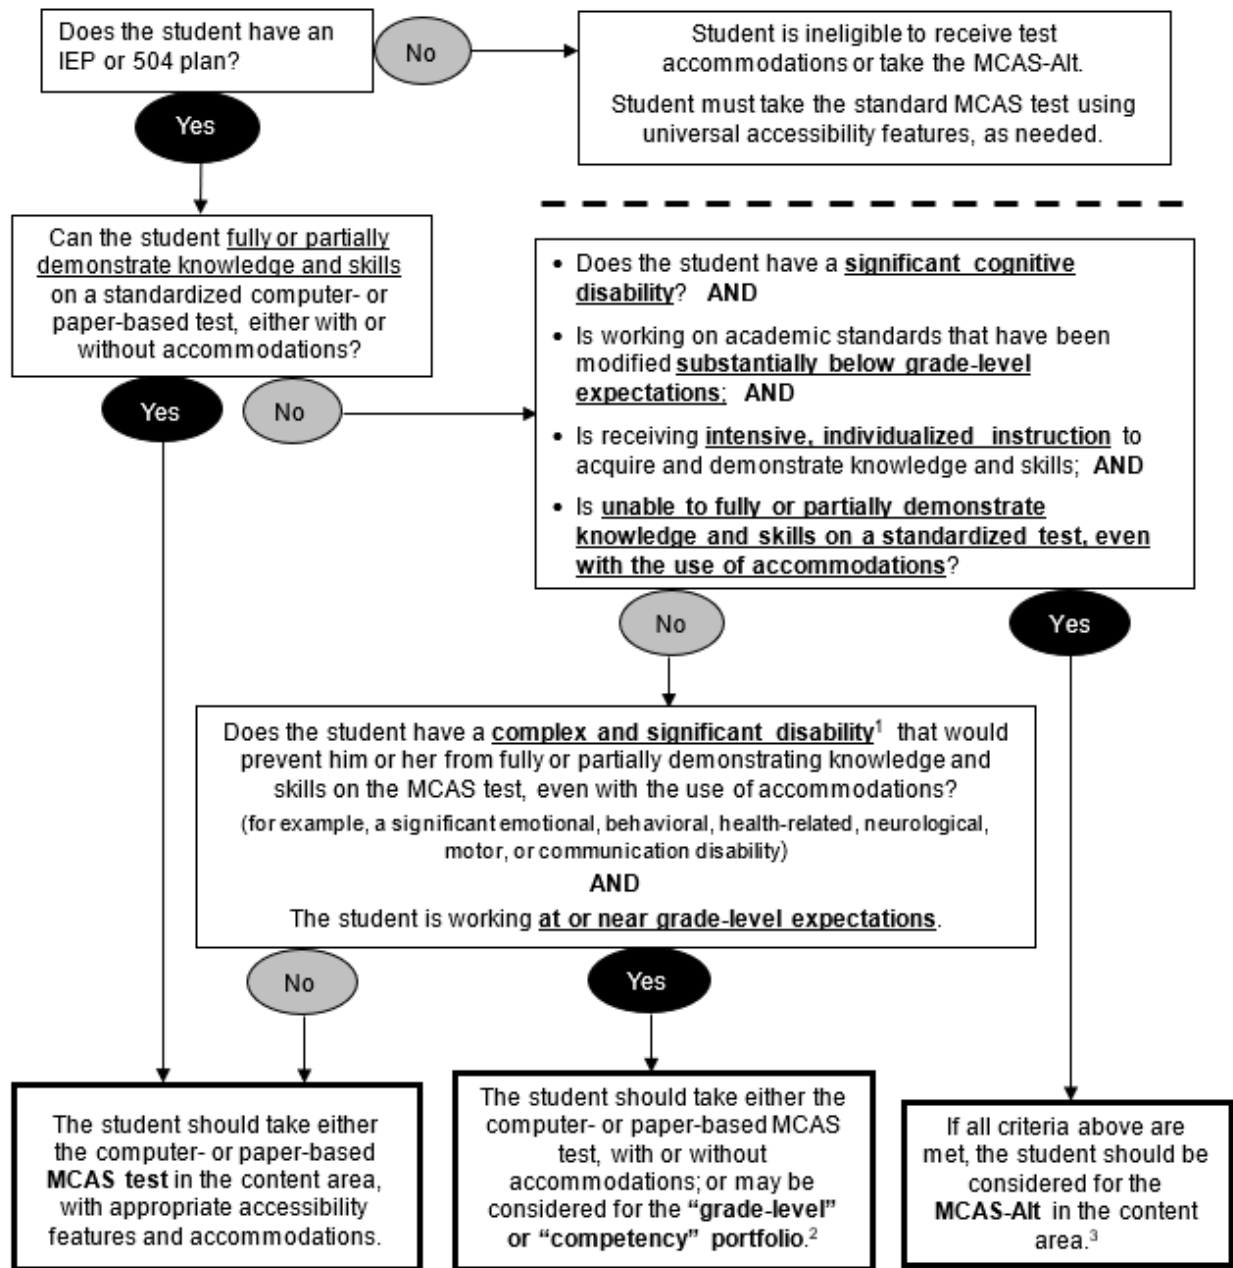 Does the student have an
IEP or 504 plan?
No
Student is ineligible to receive test
accommodations or take the MCAS-Alt.
Student must take the standard MCAS test using
universal accessibility features, as needed.
Yes
Can the student fully or partially
demonstrate knowledge and skills
on a standardized computer- or
paper-based test, either with or
without accommodations?
Yes
No
• Does the student have a significant cognitive
disability? AND
• Is working on academic standards that have been
modified substantially below grade-level
expectations; AND
• Is receiving intensive, individualized instruction to
acquire and demonstrate knowledge and skills; AND
• Is unable to fully or partially demonstrate
knowledge and skills on a standardized test, even
with the use of accommodations?
No
Yes
Does the student have a complex and significant disability¹ that would
prevent him or her from fully or partially demonstrating knowledge and
skills on the MCAS test, even with the use of accommodations?
(for example, a significant emotional, behavioral, health-related, neurological,
motor, or communication disability)
AND
The student is working at or near grade-level expectations.
No
Yes
The student should take either
the computer- or paper-based
MCAS test in the content area,
with appropriate accessibility
features and accommodations.
The student should take either the
computer- or paper-based MCAS
test, with or without
accommodations; or may be
considered for the “grade-level”
or “competency” portfolio.²
If all criteria above are
met, the student should be
considered for the
MCAS-Alt in the content
area.³